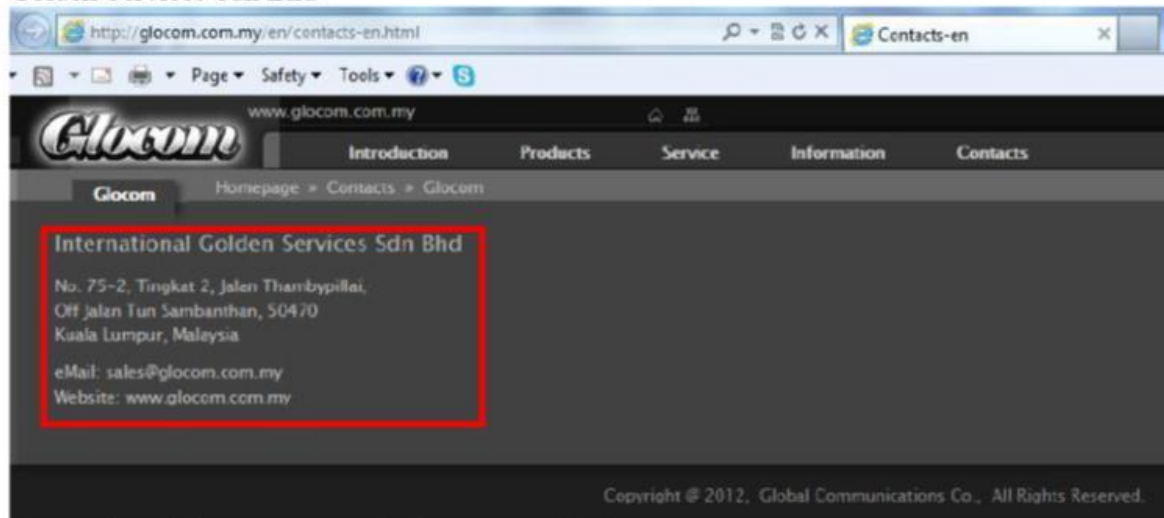 http://glocom.com.my/en/contacts-en.html
Contacts-en
Page Safety Tools
Glocom
www.glocom.com.my
Introduction Products Service Information Contacts
Glocom
Homepage » Contacts » Glocom
International Golden Services Sdn Bhd
No. 75-2, Tingkat 2, Jalan Thambypillai,
Off Jalan Tun Sambanthan, 50470
Kuala Lumpur, Malaysia
eMail: sales@glocom.com.my
Website: www.glocom.com.my
Copyright @ 2012, Global Communications Co., All Rights Reserved.